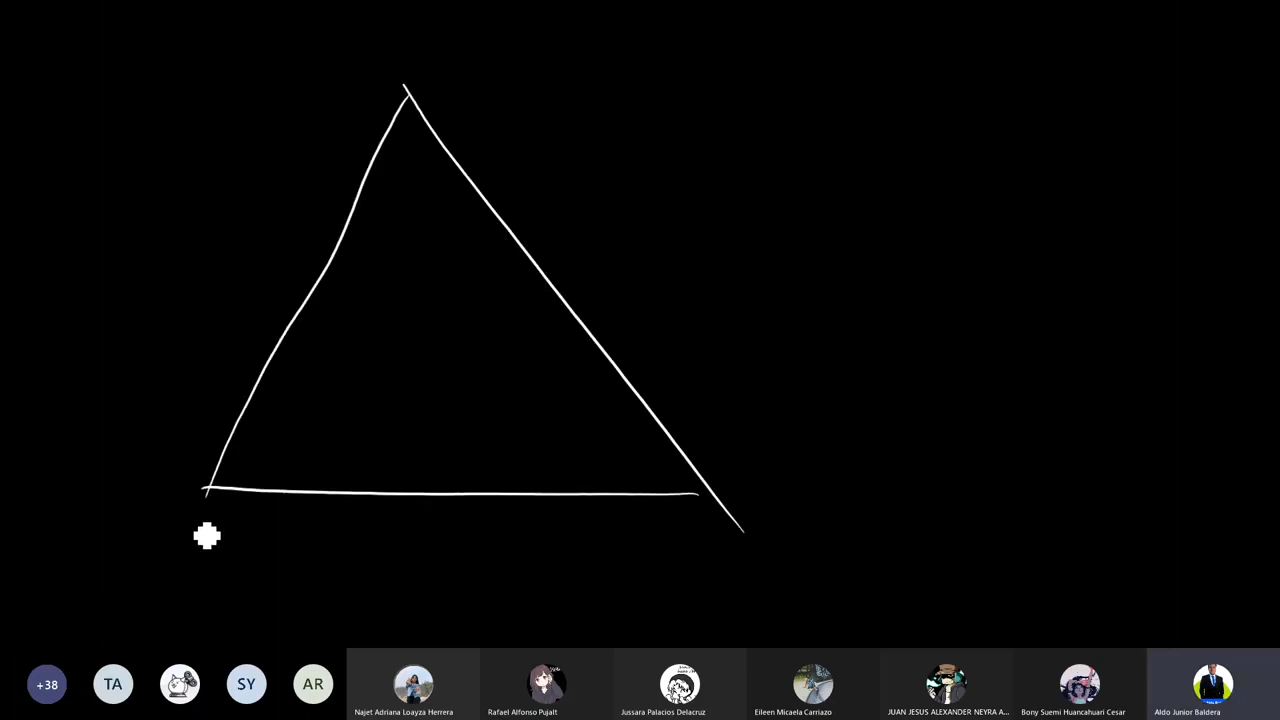 +38
TA
SY
AR
Najet Adriana Loayza Herrera
Rafael Alfonso Pujalt
Jussara Palacios Delacruz
Eileen Micaela Carriazo
JUAN JESUS ALEXANDER NEYRA A...
Bony Suemi Huancahuari Cesar
Aldo Junior Baldera